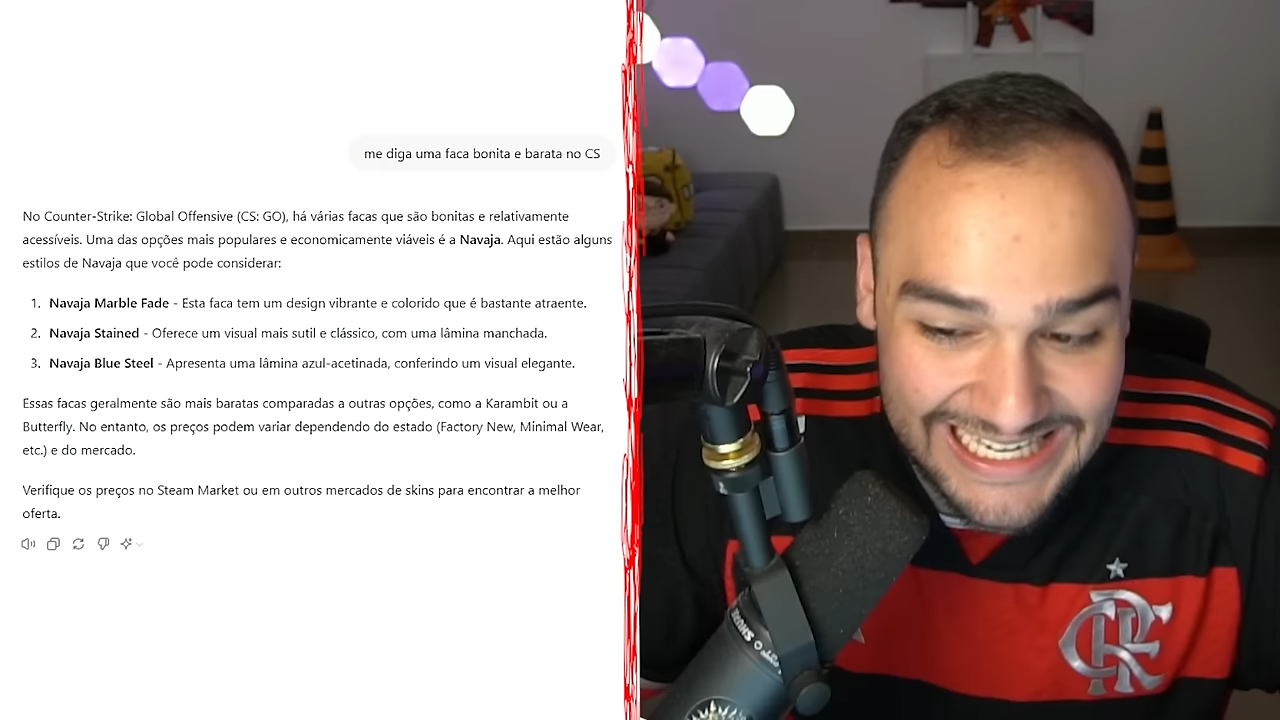 me diga uma faca bonita e barata no CS
No Counter-Strike: Global Offensive (CS: GO), há várias facas que são bonitas e relativamente
acessíveis. Uma das opções mais populares e economicamente viáveis é a Navaja. Aqui estão alguns
estilos de Navaja que você pode considerar:
1. Navaja Marble Fade - Esta faca tem um design vibrante e colorido que é bastante atraente.
2. Navaja Stained - Oferece um visual mais sutil e clássico, com uma lâmina manchada.
3. Navaja Blue Steel - Apresenta uma lâmina azul-acetinada, conferindo um visual elegante.
Essas facas geralmente são mais baratas comparadas a outras opções, como a Karambit ou a
Butterfly. No entanto, os preços podem variar dependendo do estado (Factory New, Minimal Wear,
etc.) e do mercado.
Verifique os preços no Steam Market ou em outros mercados de skins para encontrar a melhor
oferta.
CRF